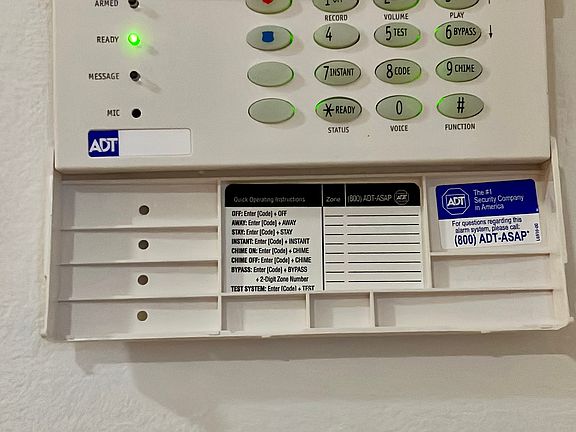 ARMED
READY
MESSAGE
MIC
RECORD
VOLUME
PLAY
4
5 TEST
6 BYPASS
7 INSTANT
8 CODE
9 CHIME
* READY
0
#
STATUS
VOICE
FUNCTION
ADT
Quick Operating Instructions
OFF: Enter [Code] + OFF
AWAY: Enter [Code] + AWAY
STAY: Enter [Code] + STAY
INSTANT: Enter [Code] + INSTANT
CHIME ON: Enter [Code] + CHIME
CHIME OFF: Enter [Code] + CHIME
BYPASS: Enter [Code] + BYPASS
+ 2-Digit Zone Number
TEST SYSTEM: Enter [Code] + TEST
Zone
(800) ADT-ASAP
ADT
ADT
The #1
Security Company
in America
For questions regarding this
alarm system, please call:
(800) ADT-ASAP